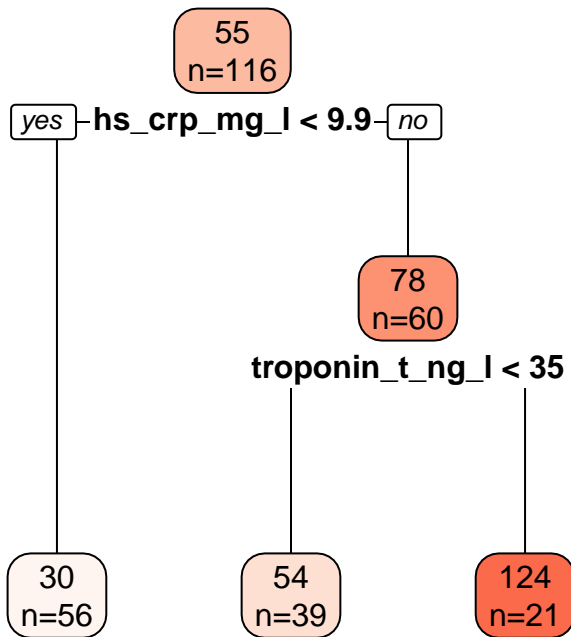 55
n=116
yes hs_crp_mg_l < 9.9 no
78
n=60
troponin_t_ng_l < 35
30
n=56
54
n=39
124
n=21